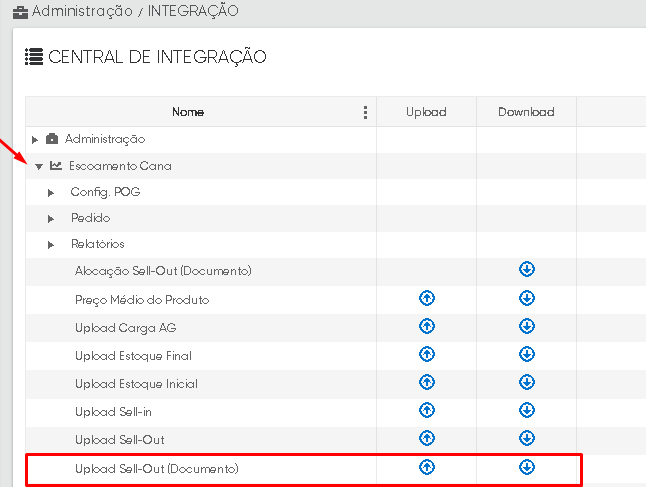 Administração / INTEGRAÇÃO
CENTRAL DE INTEGRAÇÃO
Nome Upload Download
Administração
Escoamento Cana
Config. POG
Pedido
Relatórios
Alocação Sell-Out (Documento)
Preço Médio do Produto
Upload Carga AG
Upload Estoque Final
Upload Estoque Inicial
Upload Sell-in
Upload Sell-Out
Upload Sell-Out (Documento)